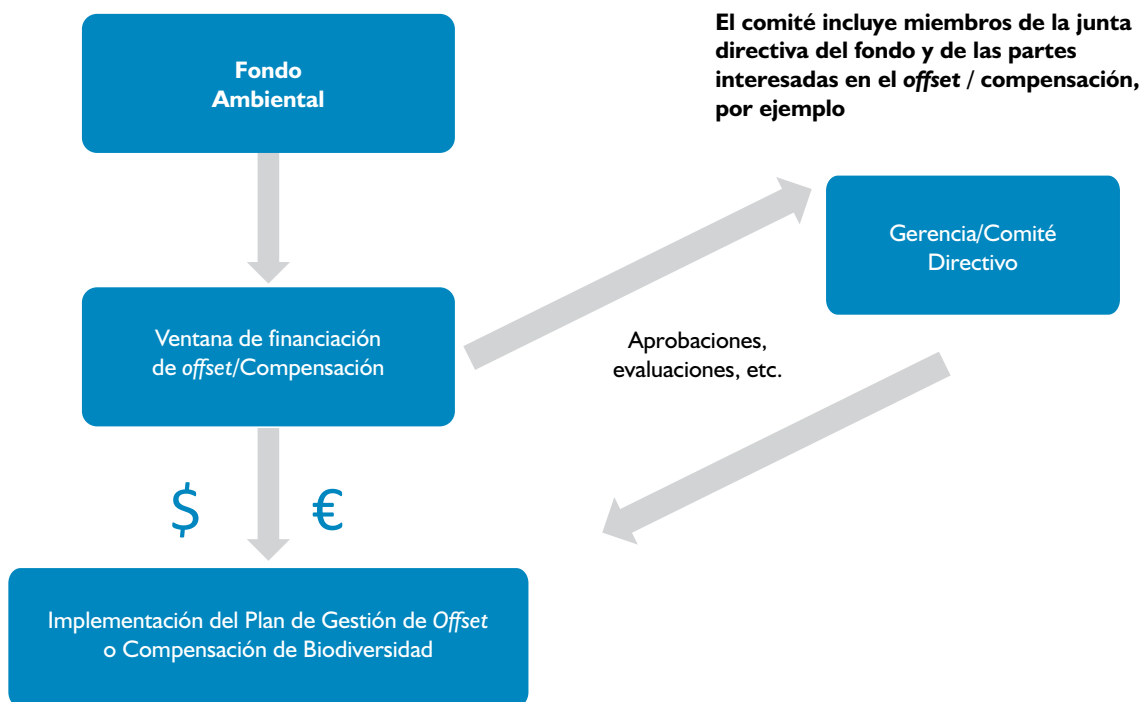 Fondo
Ambiental
El comité incluye miembros de la junta
directiva del fondo y de las partes
interesadas en el offset / compensación,
por ejemplo
Gerencia/Comité
Directivo
Ventana de financiación
de offset/Compensación
Aprobaciones,
evaluaciones, etc.
$ €
Implementación del Plan de Gestión de Offset
o Compensación de Biodiversidad